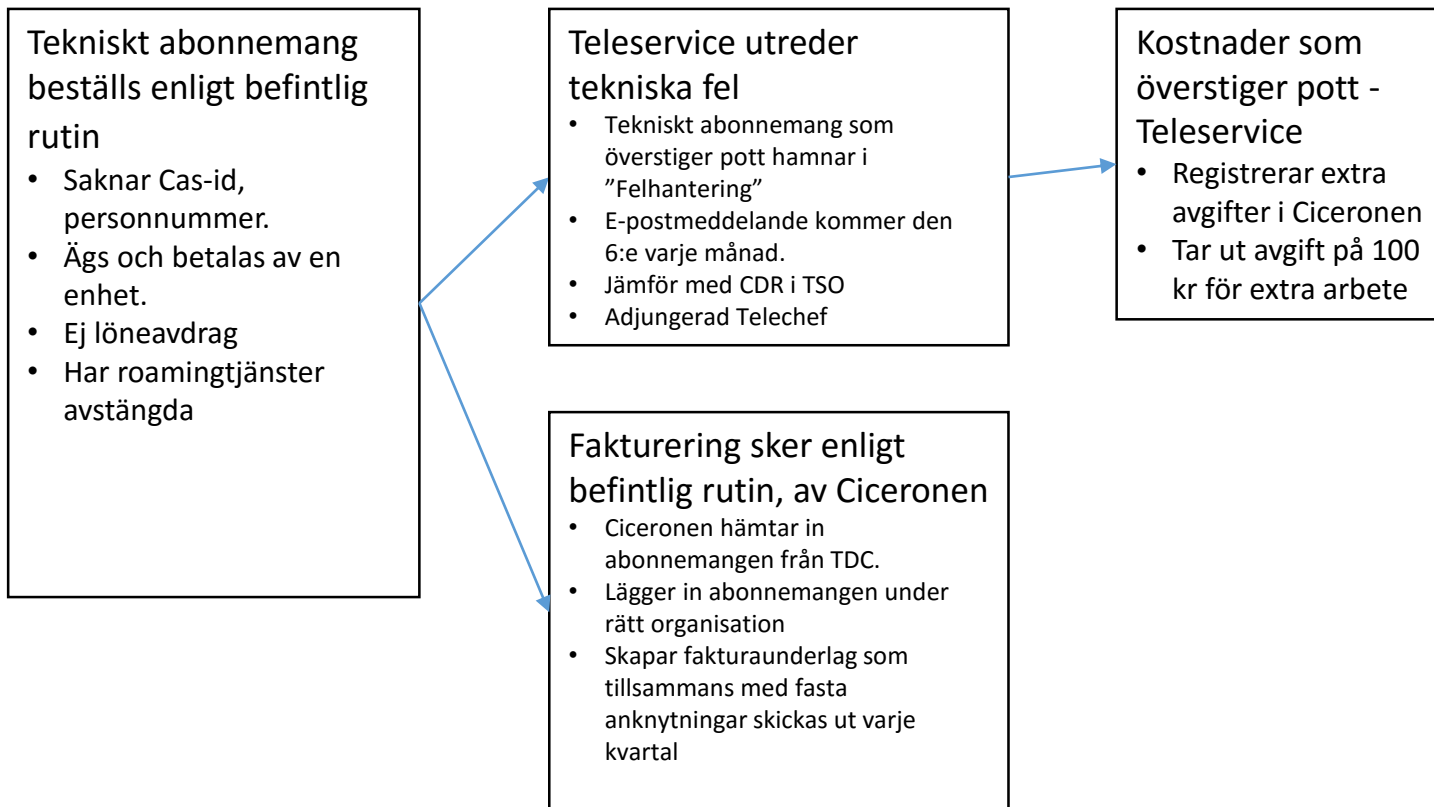 Tekniskt abonnemang
beställs enligt befintlig
rutin
• Saknar Cas-id,
personnummer.
• Ägs och betalas av en
enhet.
• Ej löneavdrag
• Har roamingtjänster
avstängda
Teleservice utreder
tekniska fel
• Tekniskt abonnemang som
överstiger pott hamnar i
”Felhantering”
• E-postmeddelande kommer den
6:e varje månad.
• Jämför med CDR i TSO
• Adjungerad Telechef
Kostnader som
överstiger pott -
Teleservice
• Registrerar extra
avgifter i Ciceronen
• Tar ut avgift på 100
kr för extra arbete
Fakturering sker enligt
befintlig rutin, av Ciceronen
• Ciceronen hämtar in
abonnemangen från TDC.
• Lägger in abonnemangen under
rätt organisation
• Skapar fakturaunderlag som
tillsammans med fasta
anknytningar skickas ut varje
kvartal